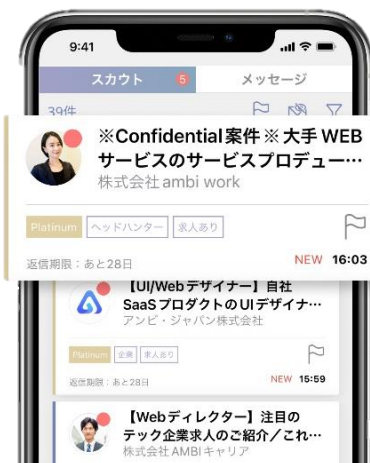 9:41
スカウト 5 メッセージ
39件
※Confidential案件※大手WEB
サービスのサービスプロデュー…
株式会社ambi work
Platinum ヘッドハンター 求人あり
返信期限：あと28日 NEW 16:03
【UI/Webデザイナー】自社
SaaSプロダクトのUIデザイナ…
アンビ・ジャパン株式会社
Platinum 企業 求人あり
返信期限：あと28日 NEW 15:59
【Webディレクター】注目の
テック企業求人のご紹介／これ…
株式会社AMBIキャリア